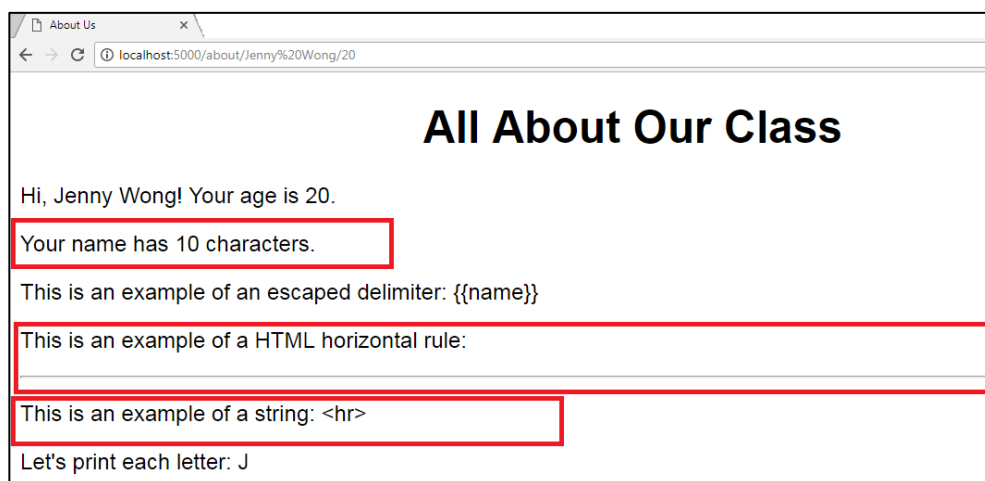 About Us
localhost:5000/about/Jenny%20Wong/20
All About Our Class
Hi, Jenny Wong! Your age is 20.
Your name has 10 characters.
This is an example of an escaped delimiter: {{name}}
This is an example of a HTML horizontal rule:
This is an example of a string: <hr>
Let's print each letter: J